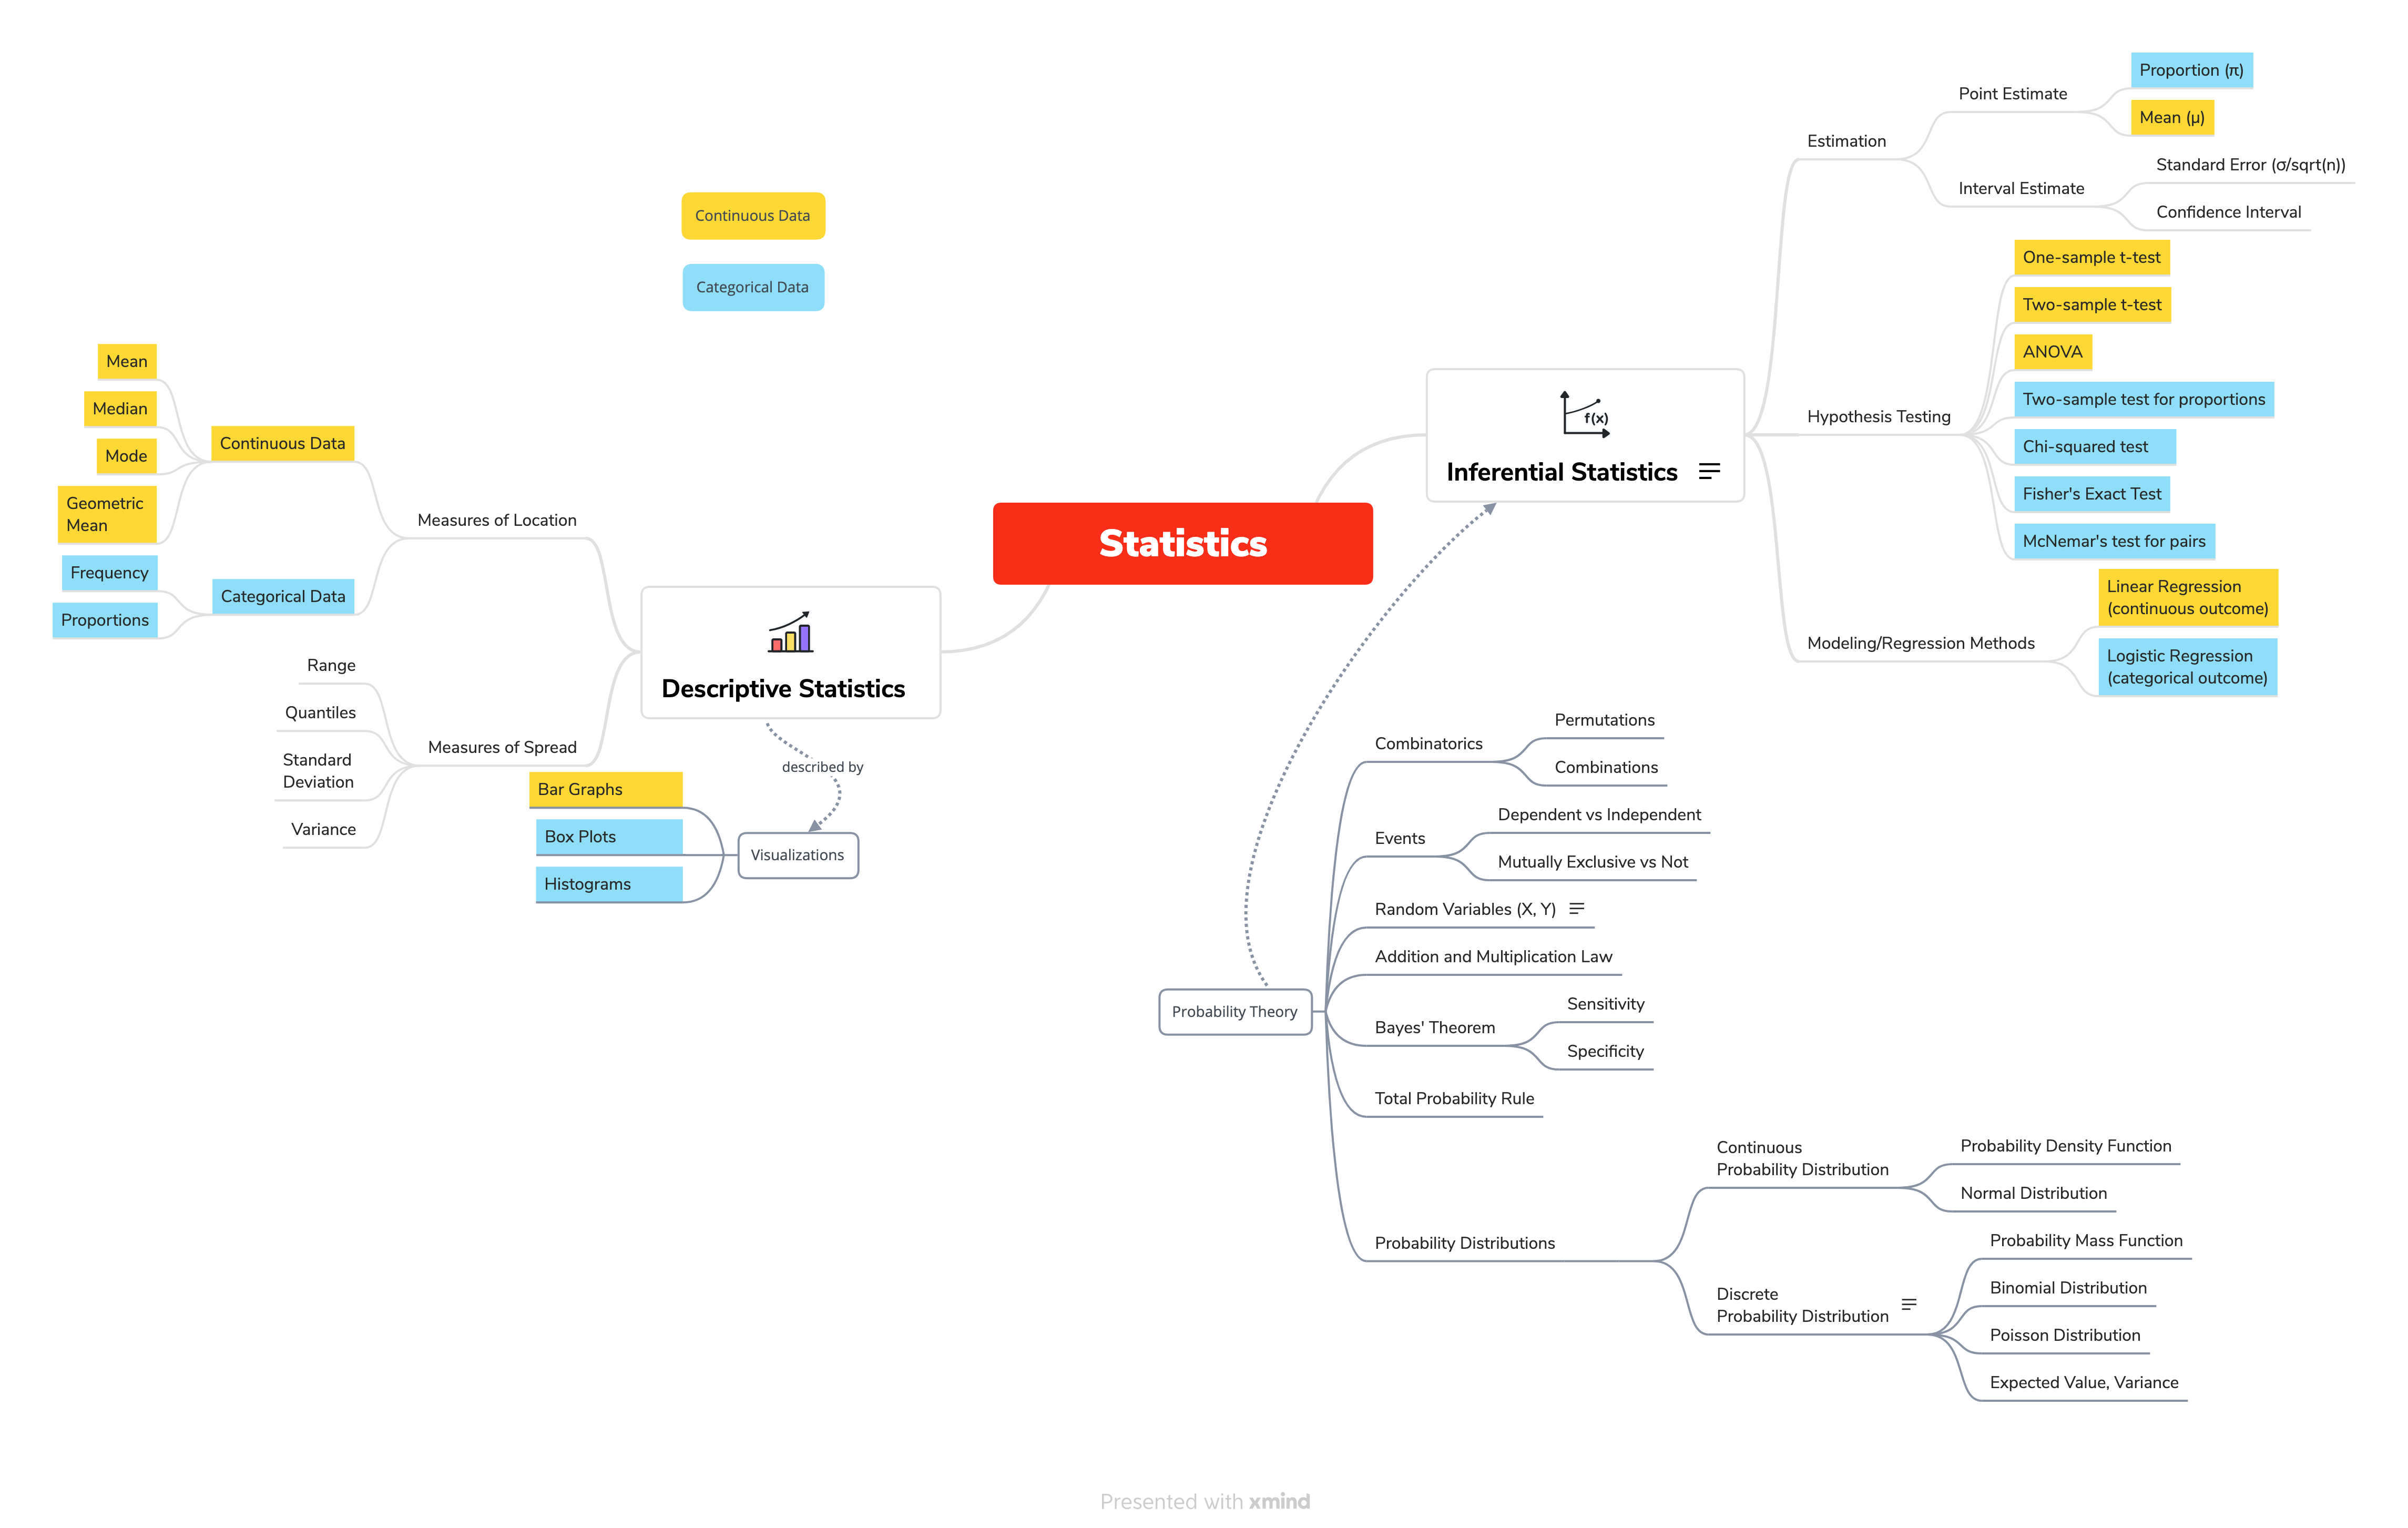 Statistics
Continuous Data
Categorical Data
f(x)
Inferential Statistics
Estimation
Point Estimate
Proportion (π)
Mean (μ)
Interval Estimate
Standard Error (σ/sqrt(n))
Confidence Interval
Hypothesis Testing
One-sample t-test
Two-sample t-test
ANOVA
Two-sample test for proportions
Chi-squared test
Fisher's Exact Test
McNemar's test for pairs
Modeling/Regression Methods
Linear Regression
(continuous outcome)
Logistic Regression
(categorical outcome)
Descriptive Statistics
Measures of Location
Continuous Data
Mean
Median
Mode
Geometric
Mean
Categorical Data
Frequency
Proportions
Measures of Spread
Range
Quantiles
Standard
Deviation
Variance
described by
Visualizations
Bar Graphs
Box Plots
Histograms
Probability Theory
Combinatorics
Permutations
Combinations
Events
Dependent vs Independent
Mutually Exclusive vs Not
Random Variables (X, Y)
Addition and Multiplication Law
Bayes' Theorem
Sensitivity
Specificity
Total Probability Rule
Probability Distributions
Continuous
Probability Distribution
Probability Density Function
Normal Distribution
Discrete
Probability Distribution
Probability Mass Function
Binomial Distribution
Poisson Distribution
Expected Value, Variance
Presented with xmind